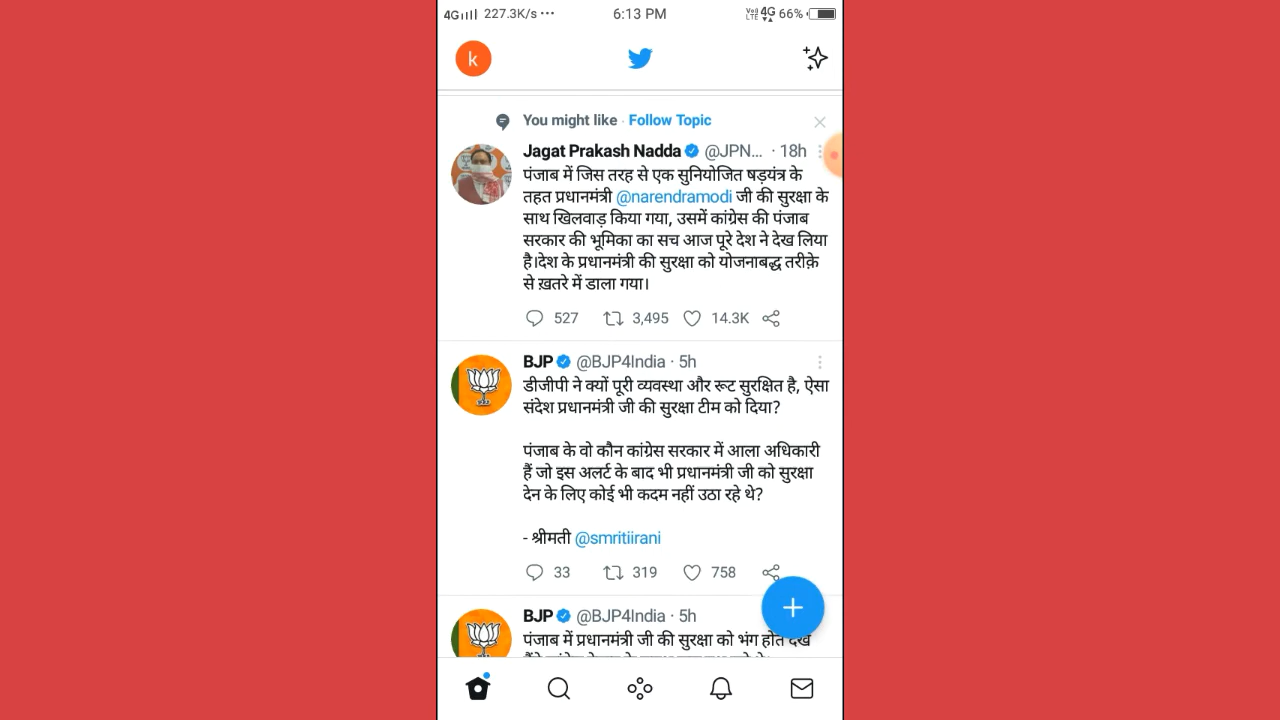 4G 227.3K/s ••• 6:13 PM Voó LTE 4G 66%
k
You might like · Follow Topic
Jagat Prakash Nadda @JPN... · 18h
पंजाब में जिस तरह से एक सुनियोजित षड़यंत्र के
तहत प्रधानमंत्री @narendramodi जी की सुरक्षा के
साथ खिलवाड़ किया गया, उसमें कांग्रेस की पंजाब
सरकार की भूमिका का सच आज पूरे देश ने देख लिया
है।देश के प्रधानमंत्री की सुरक्षा को योजनाबद्ध तरीक़े
से ख़तरे में डाला गया।
527 3,495 14.3K
BJP @BJP4India · 5h
डीजीपी ने क्यों पूरी व्यवस्था और रूट सुरक्षित है, ऐसा
संदेश प्रधानमंत्री जी की सुरक्षा टीम को दिया?
पंजाब के वो कौन कांग्रेस सरकार में आला अधिकारी
हैं जो इस अलर्ट के बाद भी प्रधानमंत्री जी को सुरक्षा
देन के लिए कोई भी कदम नहीं उठा रहे थे?
- श्रीमती @smritiirani
33 319 758
BJP @BJP4India · 5h
पंजाब में प्रधानमंत्री जी की सुरक्षा को भंग होते देख